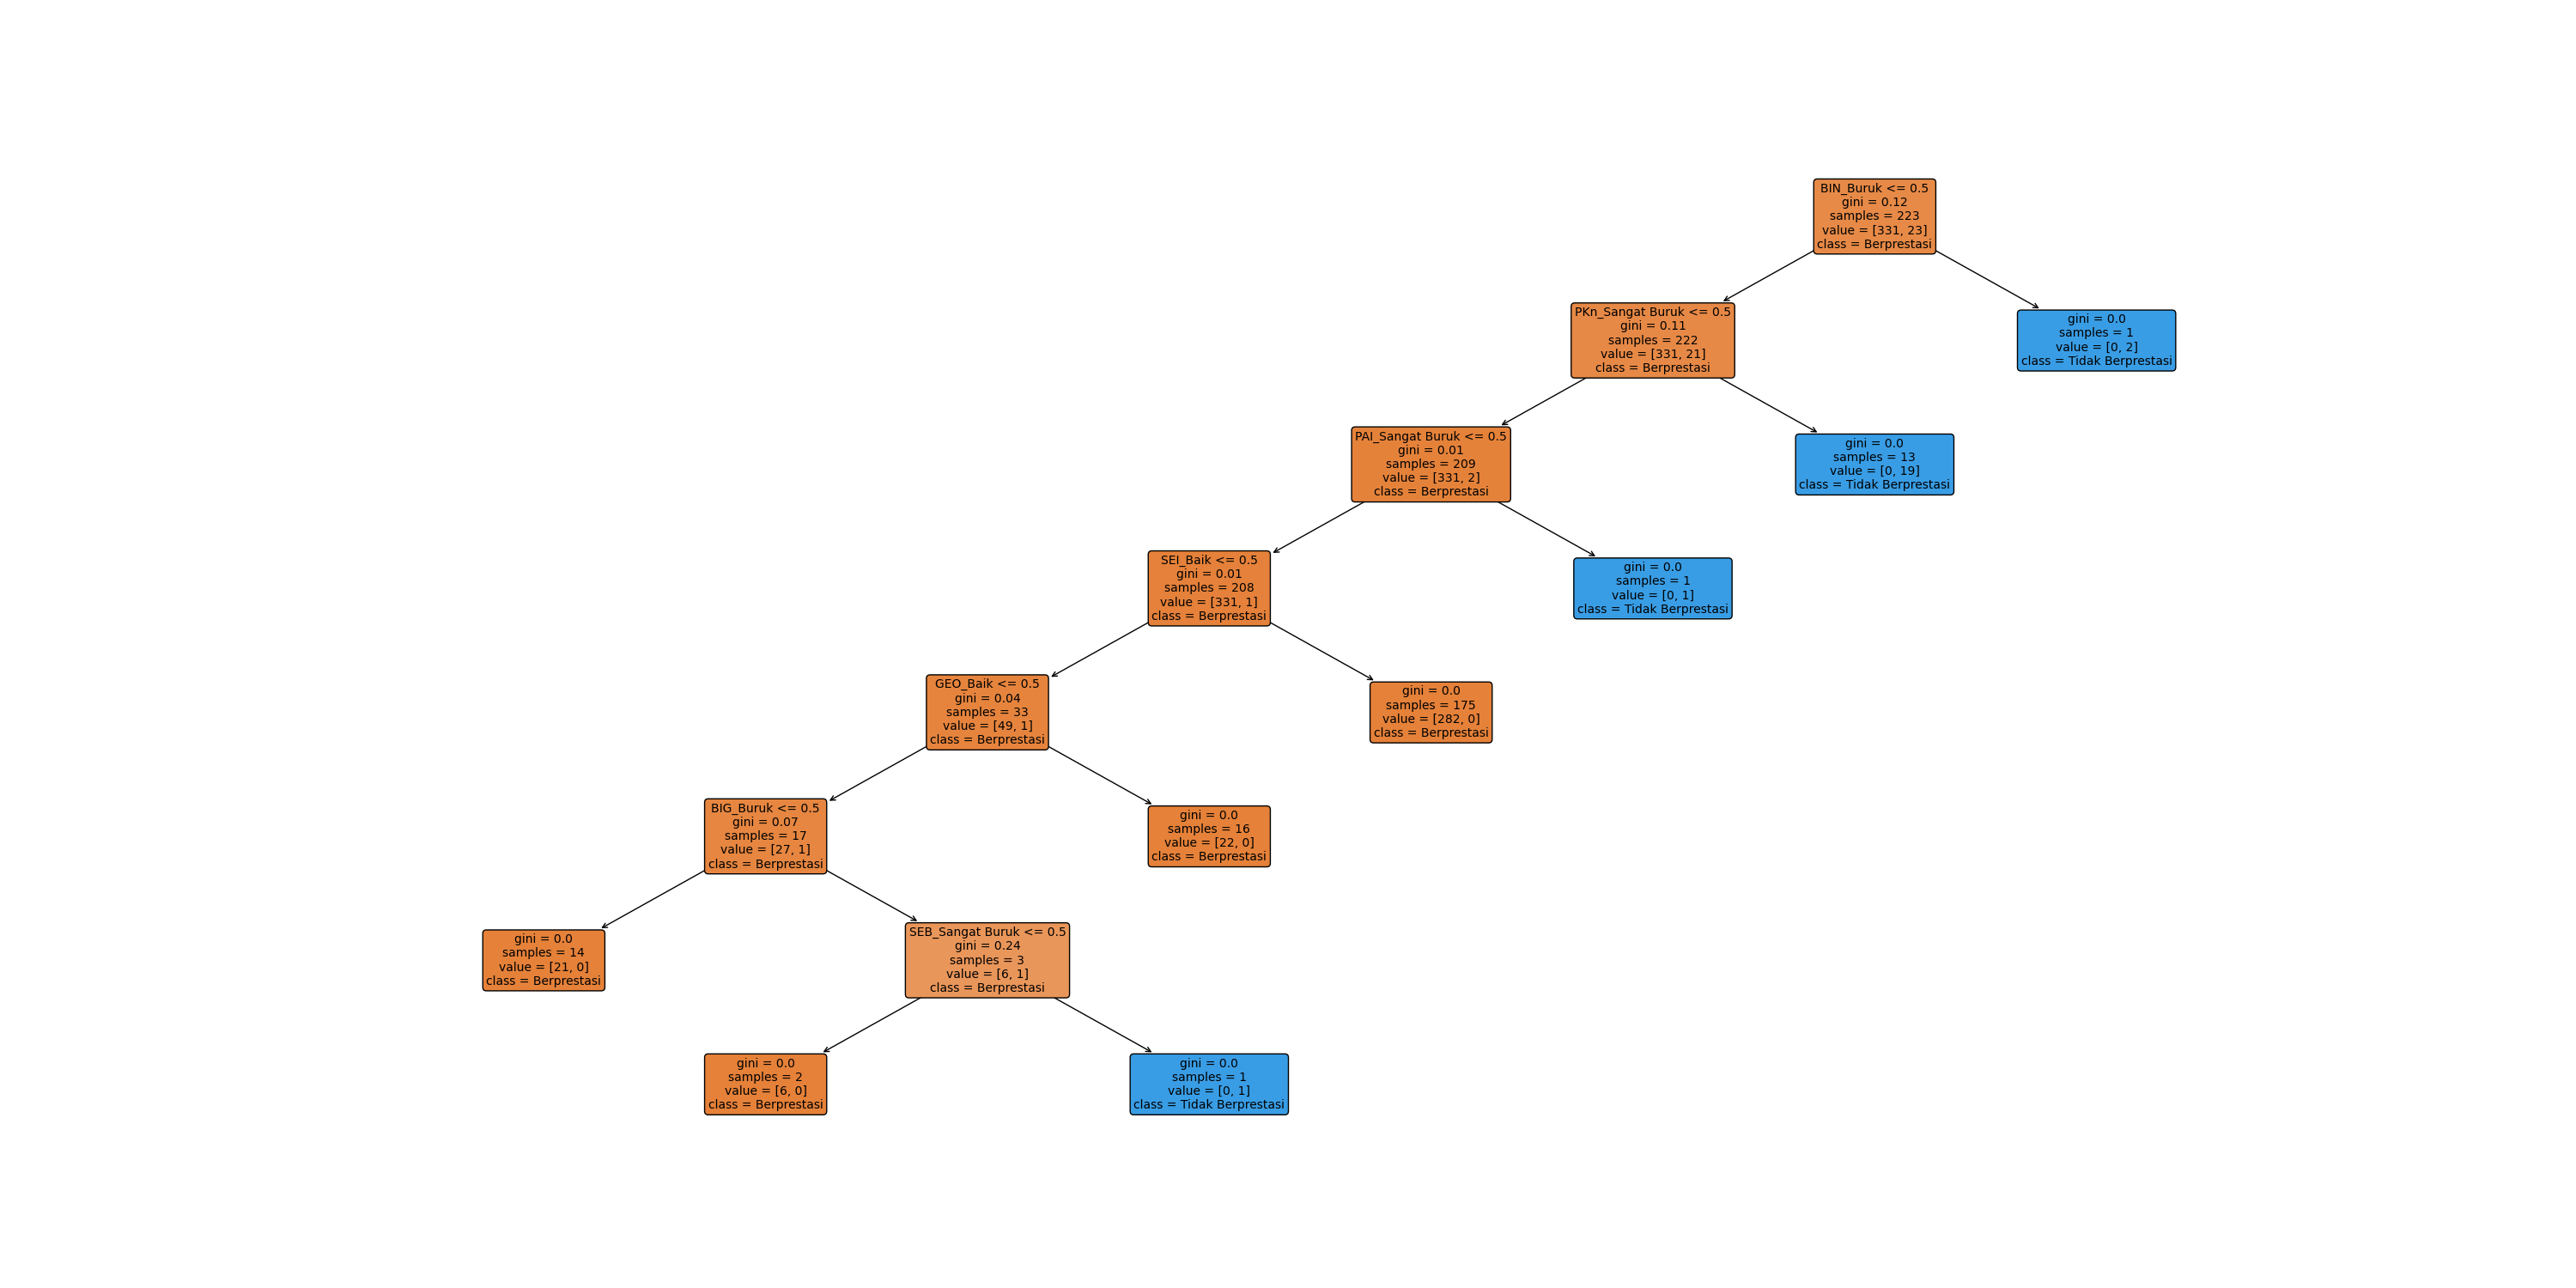 BIN_Buruk <= 0.5
gini = 0.12
samples = 223
value = [331, 23]
class = Berprestasi
PKn_Sangat Buruk <= 0.5
gini = 0.11
samples = 222
value = [331, 21]
class = Berprestasi
gini = 0.0
samples = 1
value = [0, 2]
class = Tidak Berprestasi
PAI_Sangat Buruk <= 0.5
gini = 0.01
samples = 209
value = [331, 2]
class = Berprestasi
gini = 0.0
samples = 13
value = [0, 19]
class = Tidak Berprestasi
SEI_Baik <= 0.5
gini = 0.01
samples = 208
value = [331, 1]
class = Berprestasi
gini = 0.0
samples = 1
value = [0, 1]
class = Tidak Berprestasi
GEO_Baik <= 0.5
gini = 0.04
samples = 33
value = [49, 1]
class = Berprestasi
gini = 0.0
samples = 175
value = [282, 0]
class = Berprestasi
BIG_Buruk <= 0.5
gini = 0.07
samples = 17
value = [27, 1]
class = Berprestasi
gini = 0.0
samples = 16
value = [22, 0]
class = Berprestasi
gini = 0.0
samples = 14
value = [21, 0]
class = Berprestasi
SEB_Sangat Buruk <= 0.5
gini = 0.24
samples = 3
value = [6, 1]
class = Berprestasi
gini = 0.0
samples = 2
value = [6, 0]
class = Berprestasi
gini = 0.0
samples = 1
value = [0, 1]
class = Tidak Berprestasi